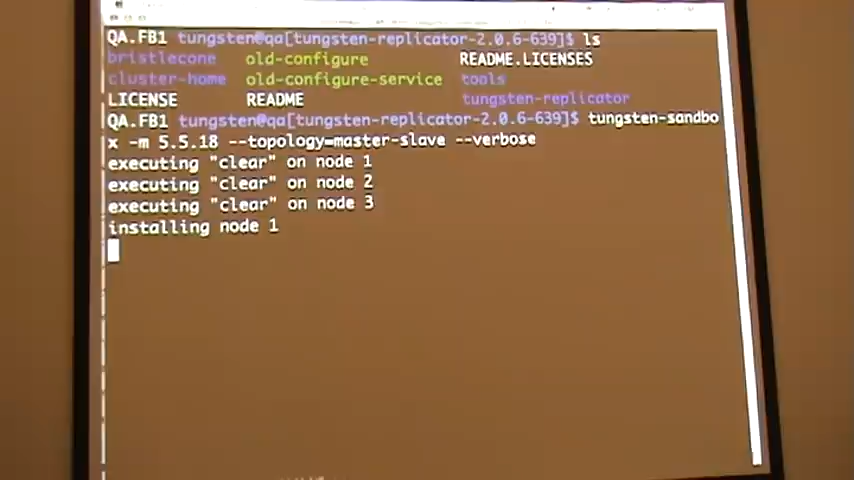 QA.FB1 tungsten@qa[tungsten-replicator-2.0.6-639]$ ls
bristlecone old-configure README.LICENSES
cluster-home old-configure-service tools
LICENSE README tungsten-replicator
QA.FB1 tungsten@qa[tungsten-replicator-2.0.6-639]$ tungsten-sandbo
x -m 5.5.18 --topology=master-slave --verbose
executing "clear" on node 1
executing "clear" on node 2
executing "clear" on node 3
installing node 1